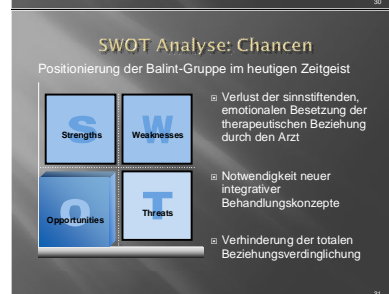 30
SWOT Analyse: Chancen
Positionierung der Balint-Gruppe im heutigen Zeitgeist
S
Strengths
W
Weaknesses
O
Opportunities
T
Threats
Verlust der sinnstiftenden,
emotionalen Besetzung der
therapeutischen Beziehung
durch den Arzt
Notwendigkeit neuer
integrativer
Behandlungskonzepte
Verhinderung der totalen
Beziehungsverdinglichung
31